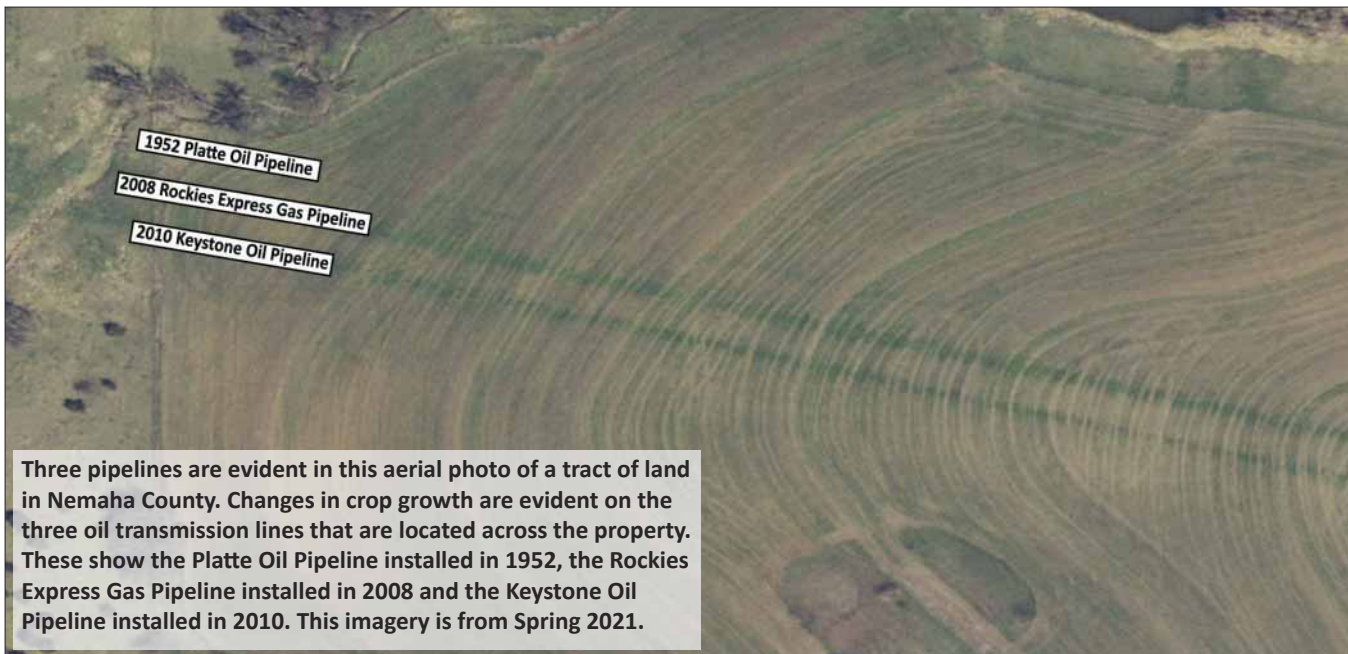 1952 Platte Oil Pipeline
2008 Rockies Express Gas Pipeline
2010 Keystone Oil Pipeline
Three pipelines are evident in this aerial photo of a tract of land
in Nemaha County. Changes in crop growth are evident on the
three oil transmission lines that are located across the property.
These show the Platte Oil Pipeline installed in 1952, the Rockies
Express Gas Pipeline installed in 2008 and the Keystone Oil
Pipeline installed in 2010. This imagery is from Spring 2021.